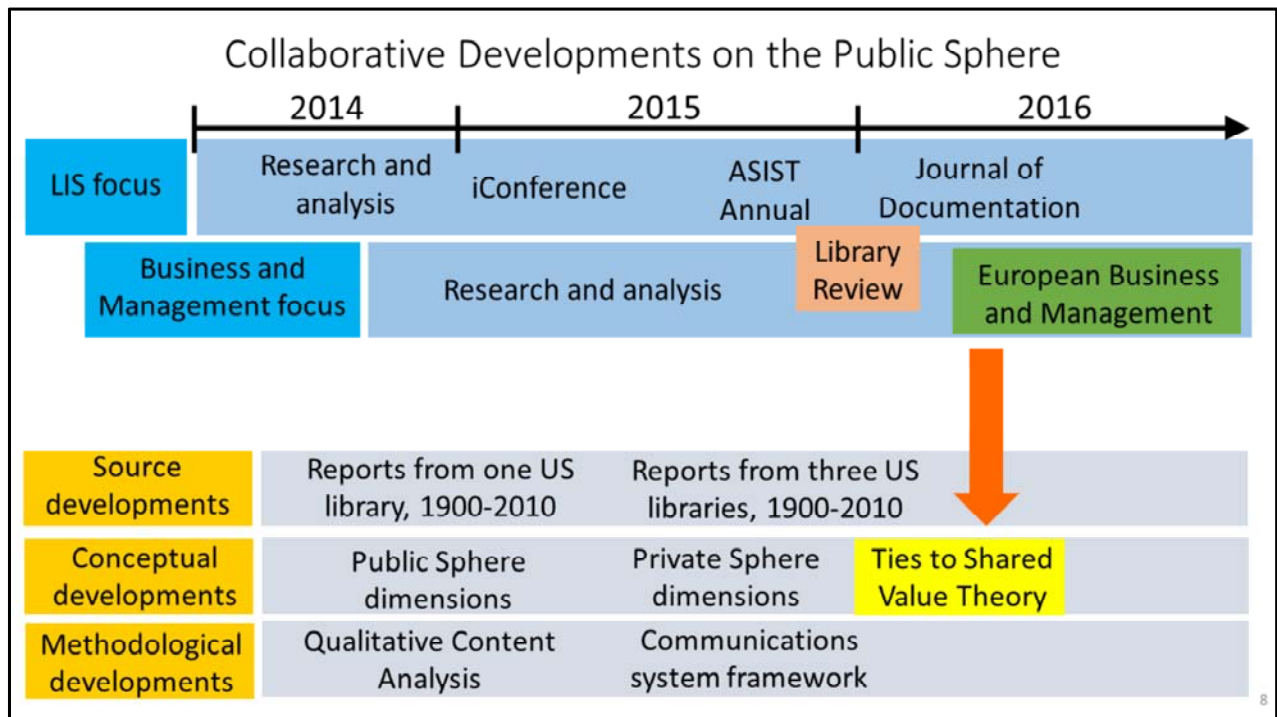 Collaborative Developments on the Public Sphere
2014
2015
2016
LIS focus
Research and
analysis
iConference
ASIST
Annual
Journal of
Documentation
Business and
Management focus
Research and analysis
Library
Review
European Business
and Management
Source
developments
Reports from one US
library, 1900-2010
Reports from three US
libraries, 1900-2010
Conceptual
developments
Public Sphere
dimensions
Private Sphere
dimensions
Ties to Shared
Value Theory
Methodological
developments
Qualitative Content
Analysis
Communications
system framework
8